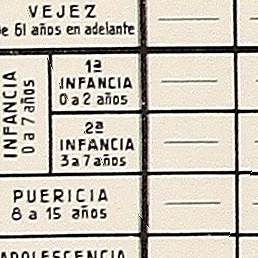 VEJEZ
de 61 años en adelante
INFANCIA
0 a 7 años
1ª
INFANCIA
0 a 2 años
2ª
INFANCIA
3 a 7 años
PUERICIA
8 a 15 años
ADOLESCENCIA